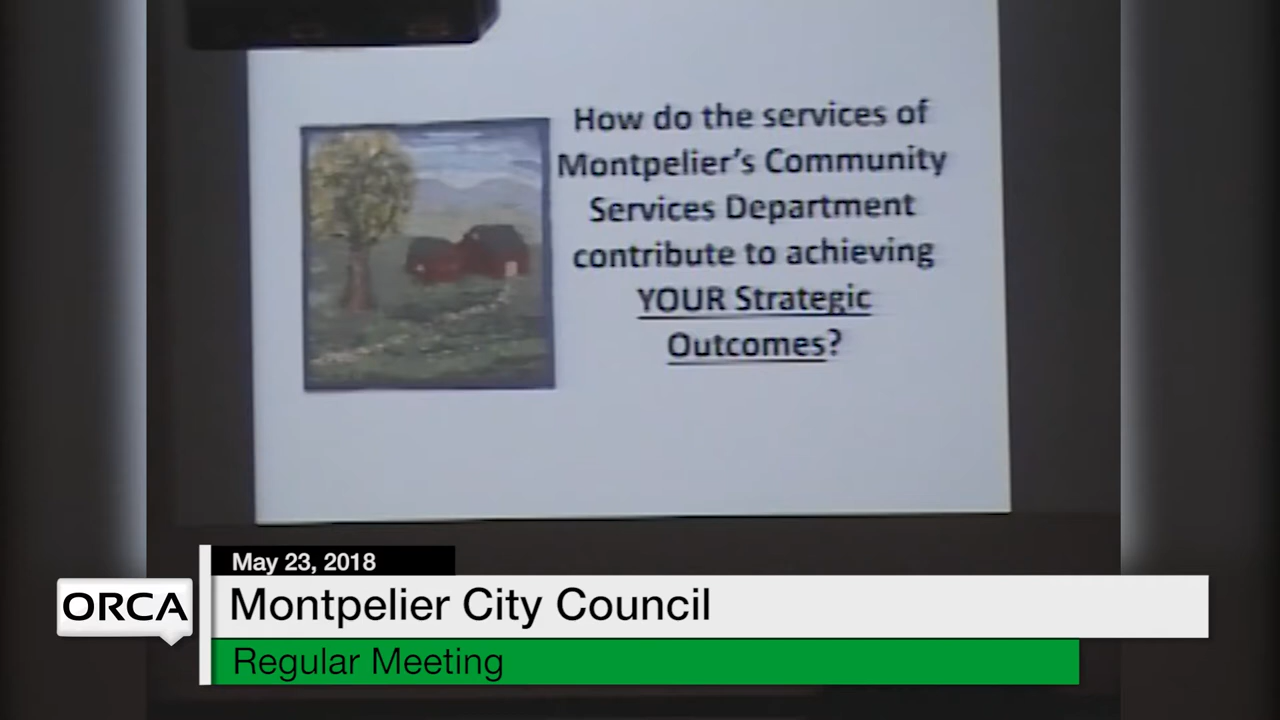 How do the services of
Montpelier's Community
Services Department
contribute to achieving
YOUR Strategic
Outcomes?
May 23, 2018
ORCA
Montpelier City Council
Regular Meeting